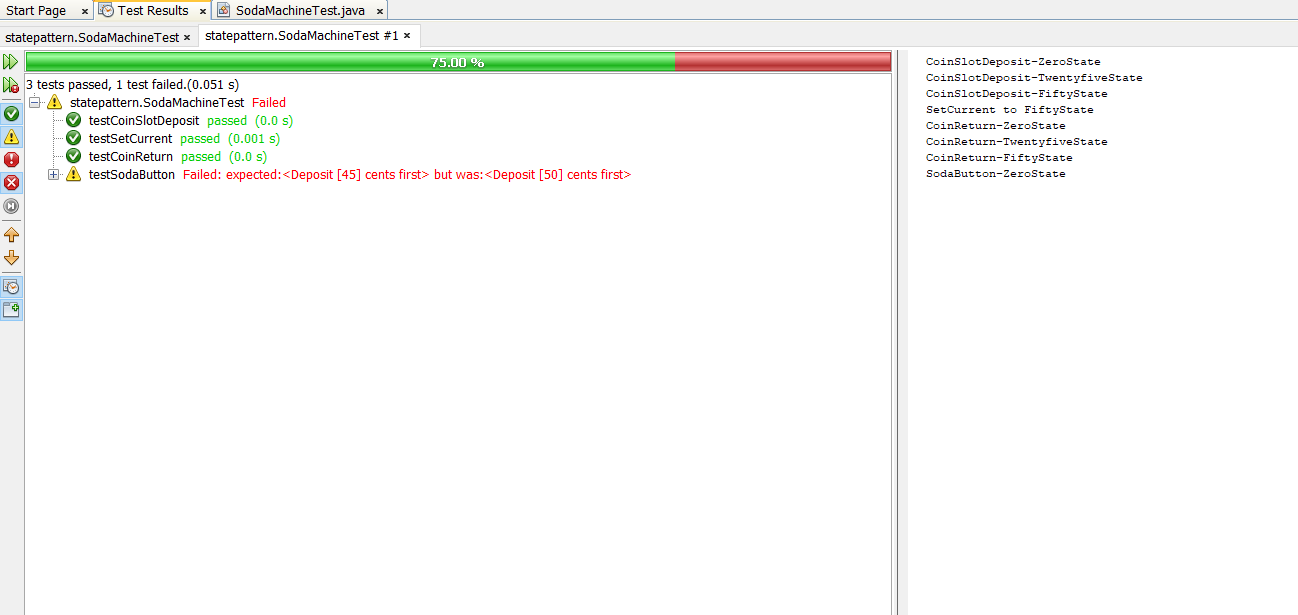 Start Page × Test Results × SodaMachineTest.java ×
statepattern.SodaMachineTest × statepattern.SodaMachineTest #1 ×
75.00 %
3 tests passed, 1 test failed.(0.051 s)
statepattern.SodaMachineTest Failed
testCoinSlotDeposit passed (0.0 s)
testSetCurrent passed (0.001 s)
testCoinReturn passed (0.0 s)
testSodaButton Failed: expected:<Deposit [45] cents first> but was:<Deposit [50] cents first>
CoinSlotDeposit-ZeroState
CoinSlotDeposit-TwentyfiveState
CoinSlotDeposit-FiftyState
SetCurrent to FiftyState
CoinReturn-ZeroState
CoinReturn-TwentyfiveState
CoinReturn-FiftyState
SodaButton-ZeroState